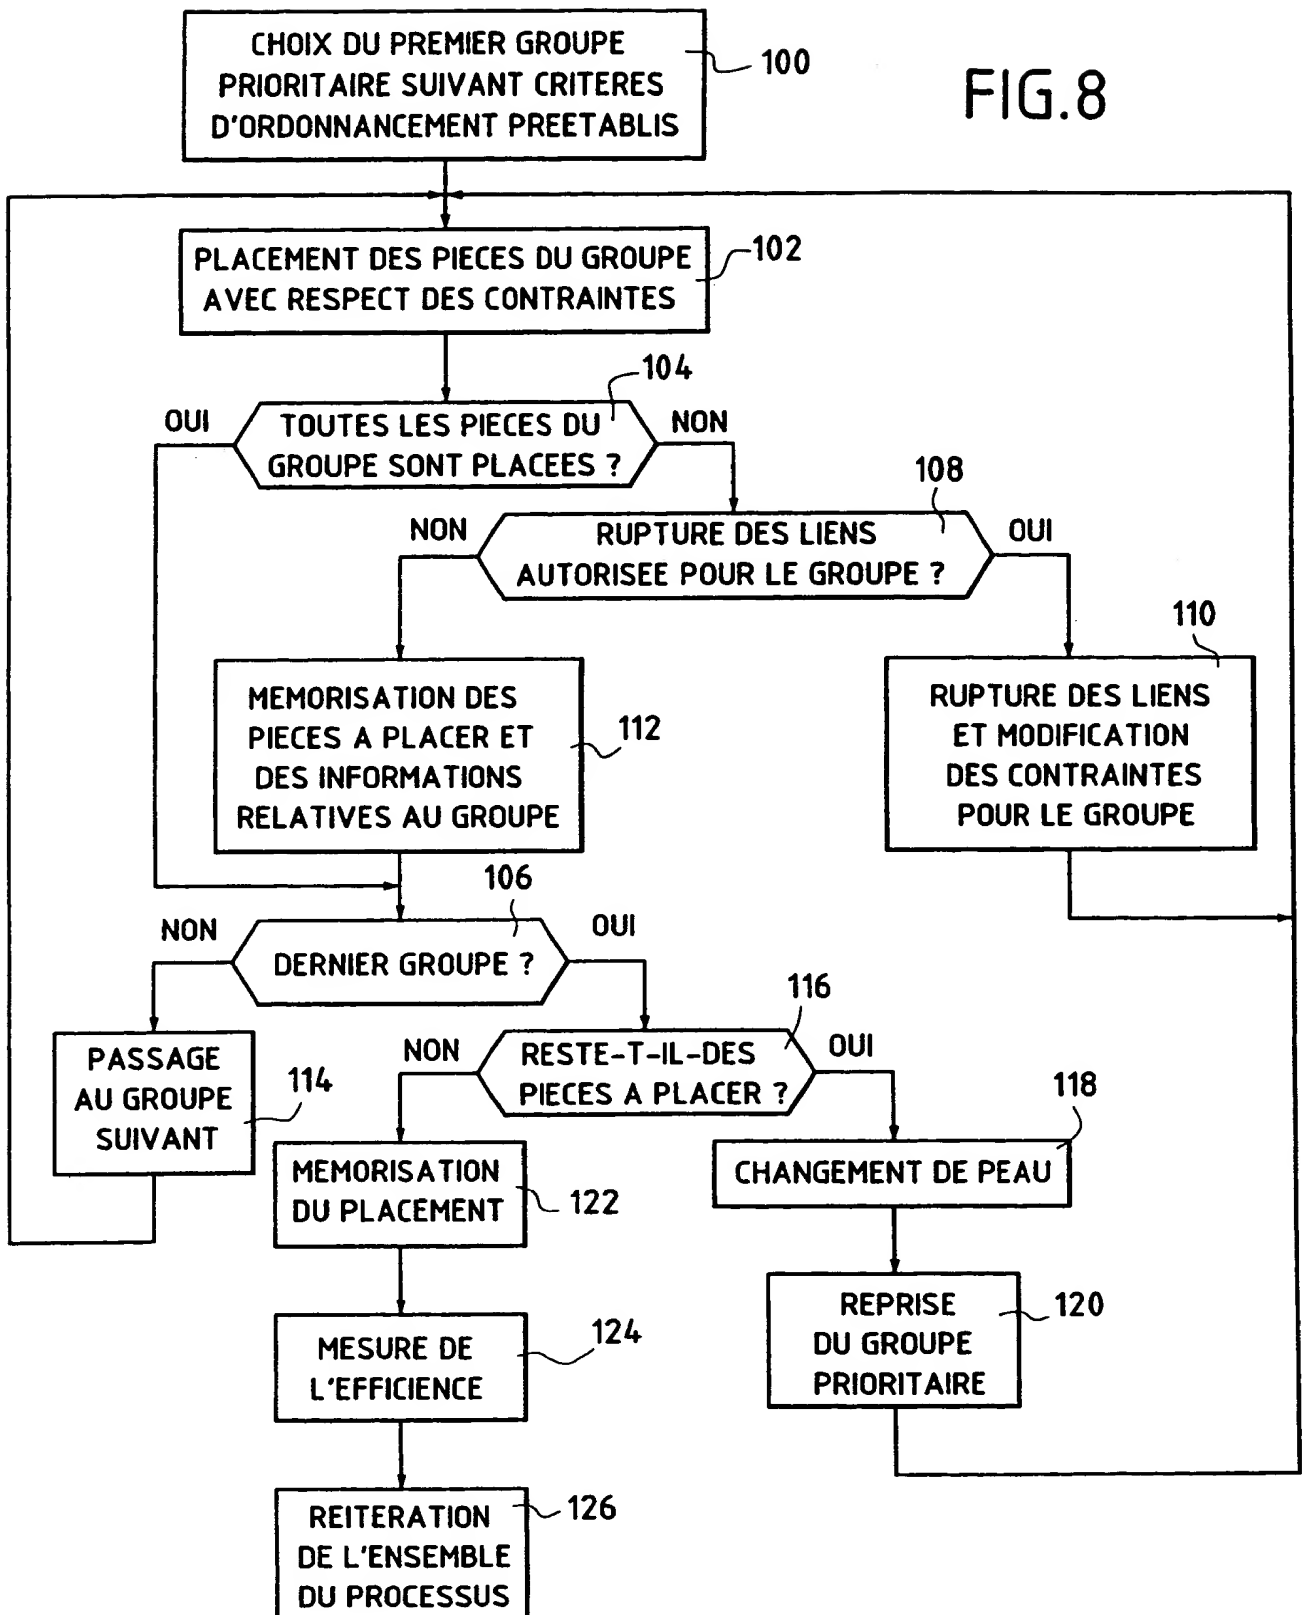 CHOIX DU PREMIER GROUPE
PRIORITAIRE SUIVANT CRITERES
D'ORDONNANCEMENT PREETABLIS
100
FIG.8
PLACEMENT DES PIECES DU GROUPE
AVEC RESPECT DES CONTRAINTES
102
104
OUI
TOUTES LES PIECES DU
GROUPE SONT PLACEES ?
NON
108
NON
RUPTURE DES LIENS
AUTORISEE POUR LE GROUPE ?
OUI
110
MEMORISATION DES
PIECES A PLACER ET
DES INFORMATIONS
RELATIVES AU GROUPE
112
RUPTURE DES LIENS
ET MODIFICATION
DES CONTRAINTES
POUR LE GROUPE
106
NON
DERNIER GROUPE ?
OUI
116
PASSAGE
AU GROUPE
SUIVANT
114
NON
RESTE-T-IL-DES
PIECES A PLACER ?
OUI
118
MEMORISATION
DU PLACEMENT
122
CHANGEMENT DE PEAU
MESURE DE
L'EFFICIENCE
124
REPRISE
DU GROUPE
PRIORITAIRE
120
REITERATION
DE L'ENSEMBLE
DU PROCESSUS
126